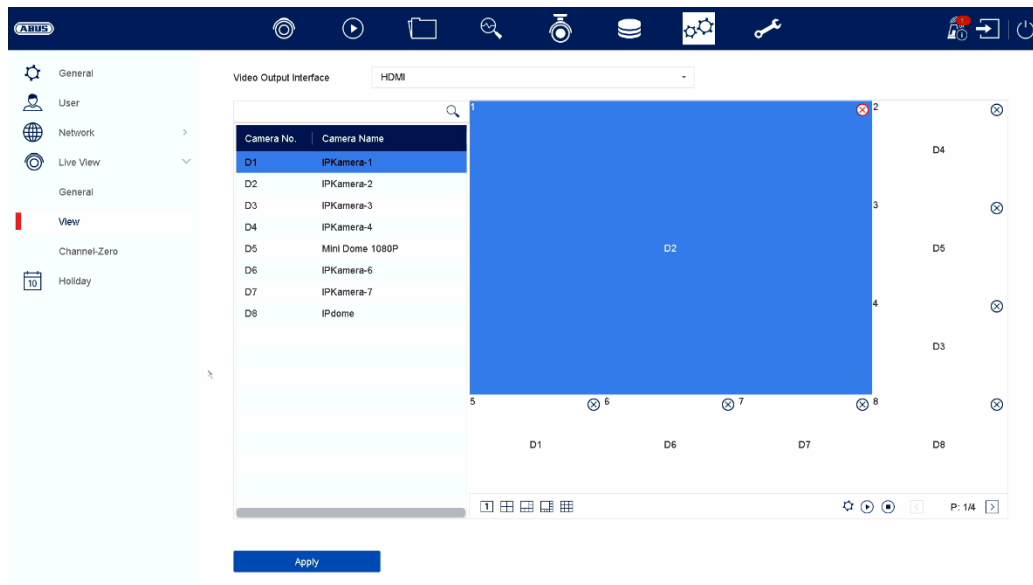 ABUS
1
General
User
Network
Live View
General
View
Channel-Zero
10 Holiday
Video Output Interface HDMI
Camera No. Camera Name
D1 IPKamera-1
D2 IPKamera-2
D3 IPKamera-3
D4 IPKamera-4
D5 Mini Dome 1080P
D6 IPKamera-6
D7 IPKamera-7
D8 IPdome
1
D2
2
D4
3
D5
4
D3
5 6 7 8
D1 D6 D7 D8
1 P: 1/4
Apply